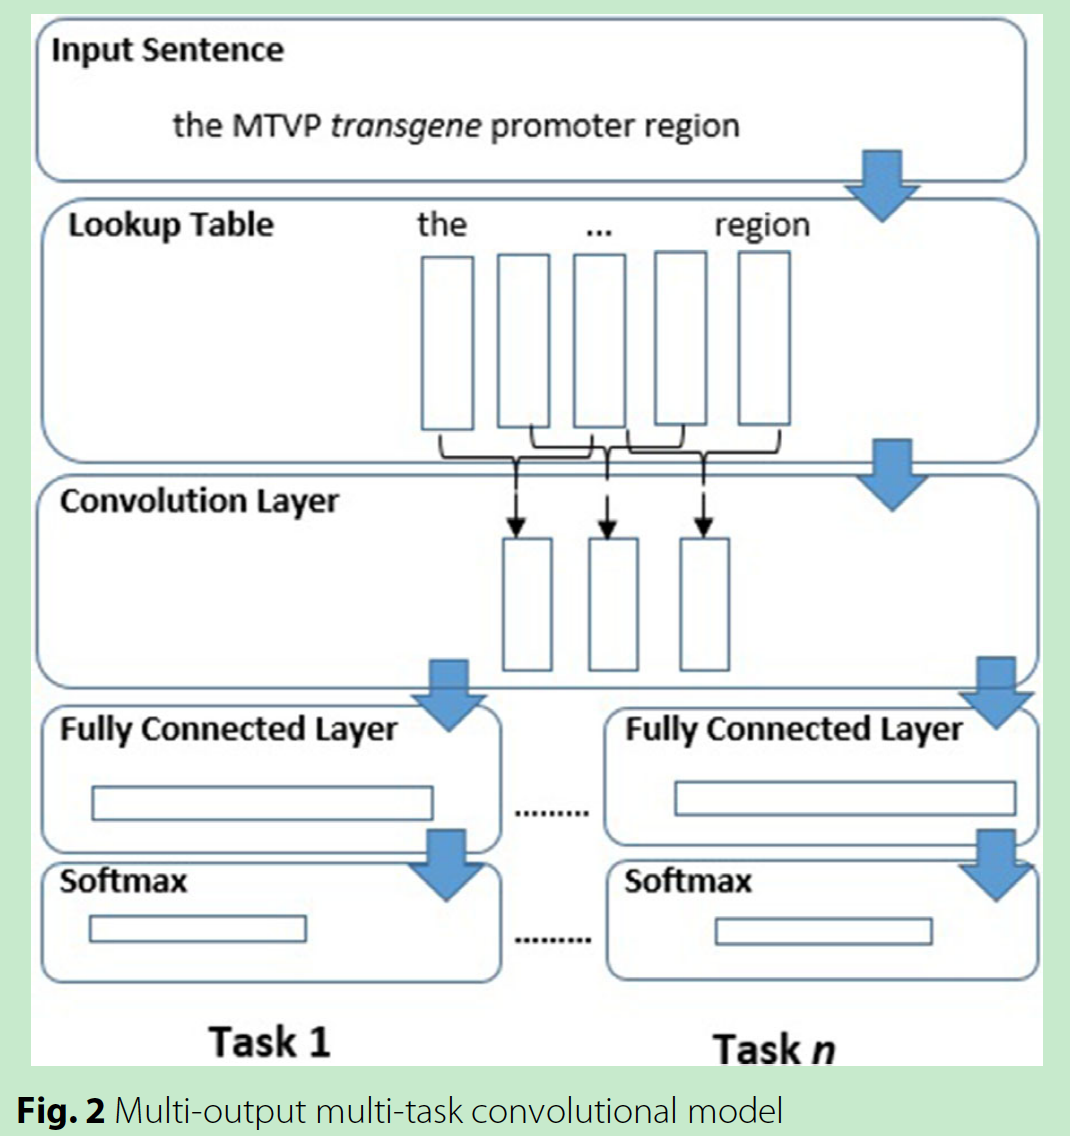 Input Sentence
the MTVP transgene promoter region
Lookup Table
the ... region
Convolution Layer
Fully Connected Layer
Fully Connected Layer
.........
Softmax
Softmax
.........
Task 1
Task n
Fig. 2 Multi-output multi-task convolutional model